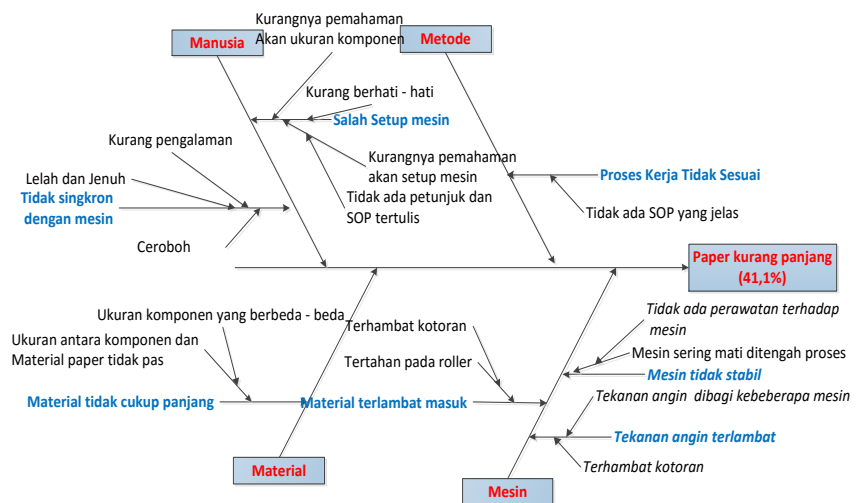 Kurangnya pemahaman
Akan ukuran komponen
Manusia
Metode
Kurang berhati - hati
Salah Setup mesin
Kurang pengalaman
Kurangnya pemahaman
akan setup mesin
Lelah dan Jenuh
Tidak singkron
dengan mesin
Tidak ada petunjuk dan
SOP tertulis
Proses Kerja Tidak Sesuai
Tidak ada SOP yang jelas
Ceroboh
Paper kurang panjang
(41,1%)
Ukuran komponen yang berbeda - beda
Ukuran antara komponen dan
Material paper tidak pas
Material tidak cukup panjang
Terhambat kotoran
Tertahan pada roller
Material terlambat masuk
Tidak ada perawatan terhadap
mesin
Mesin sering mati ditengah proses
Mesin tidak stabil
Tekanan angin dibagi kebeberapa mesin
Tekanan angin terlambat
Terhambat kotoran
Material
Mesin